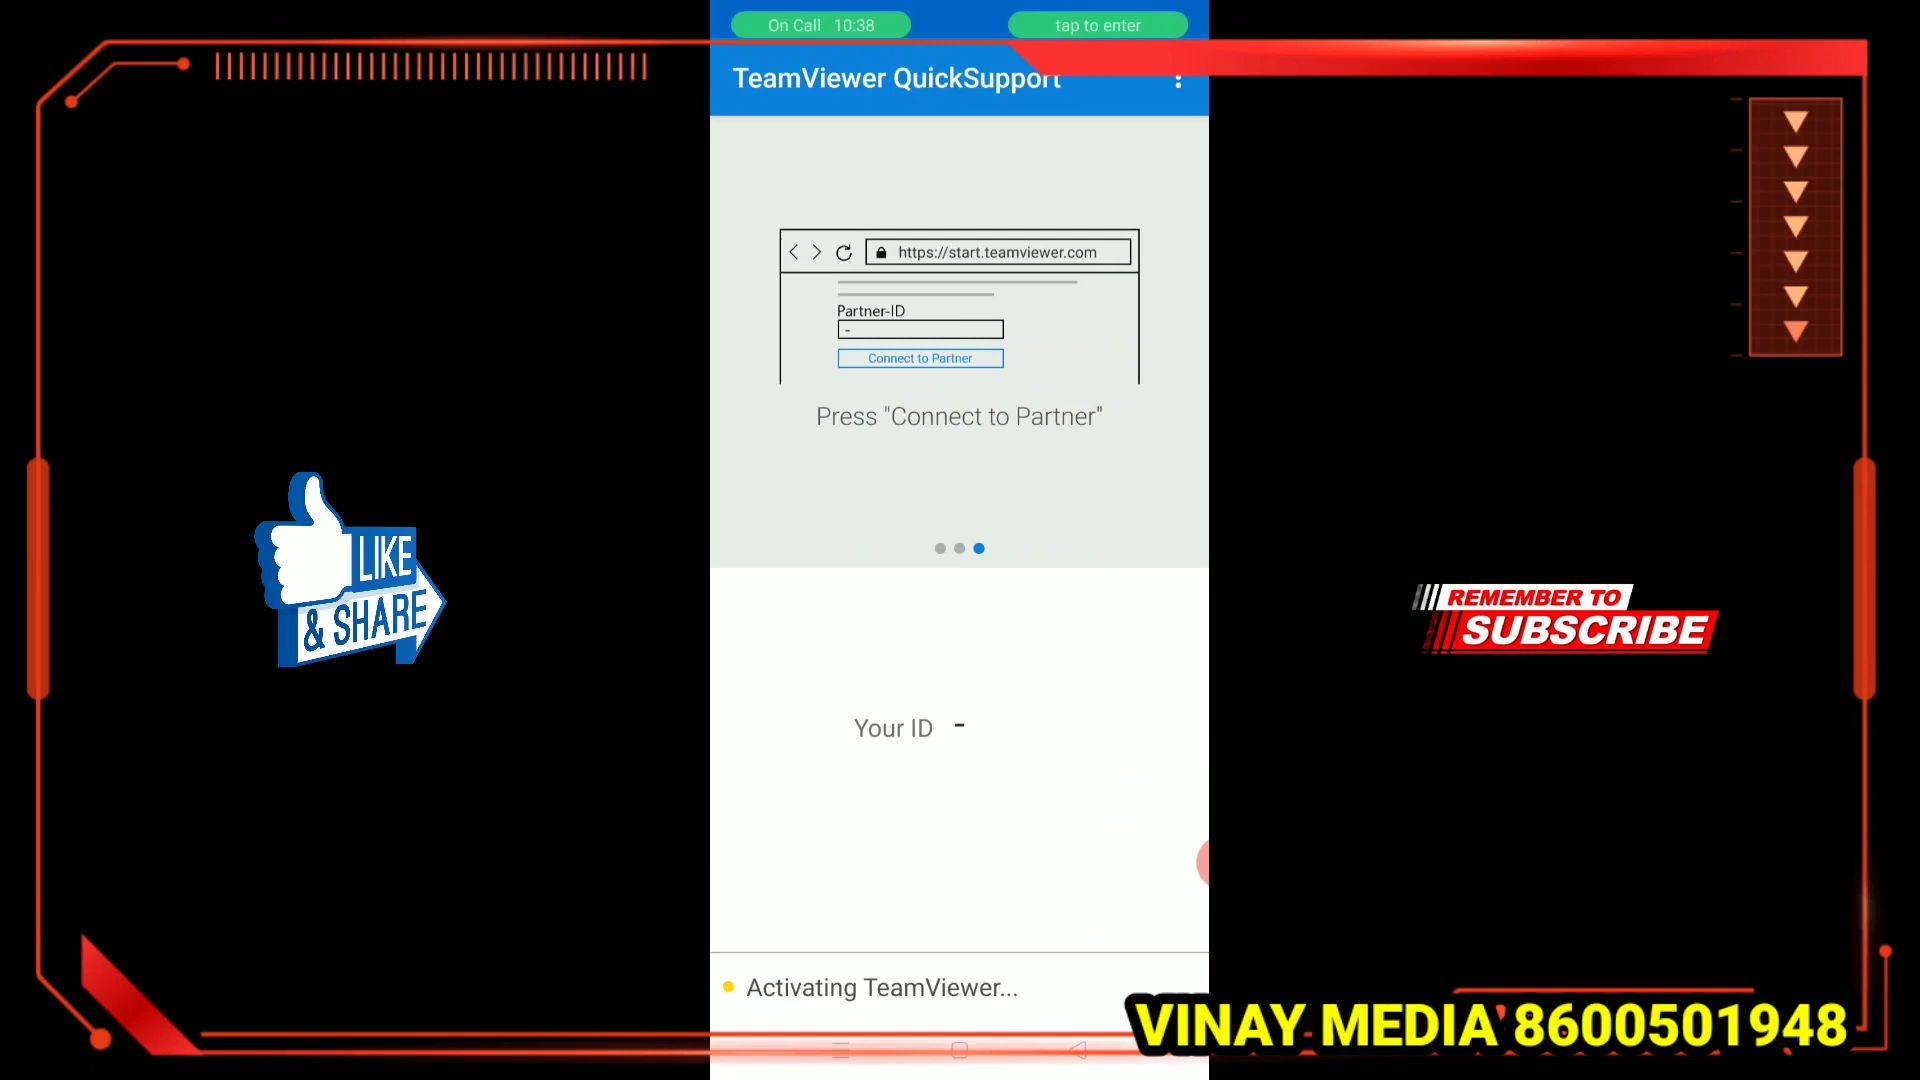 On Call 10:38
tap to enter
TeamViewer QuickSupport
https://start.teamviewer.com
Partner-ID
-
Connect to Partner
Press "Connect to Partner"
LIKE
& SHARE
REMEMBER TO
SUBSCRIBE
Your ID -
Activating TeamViewer...
VINAY MEDIA 8600501948